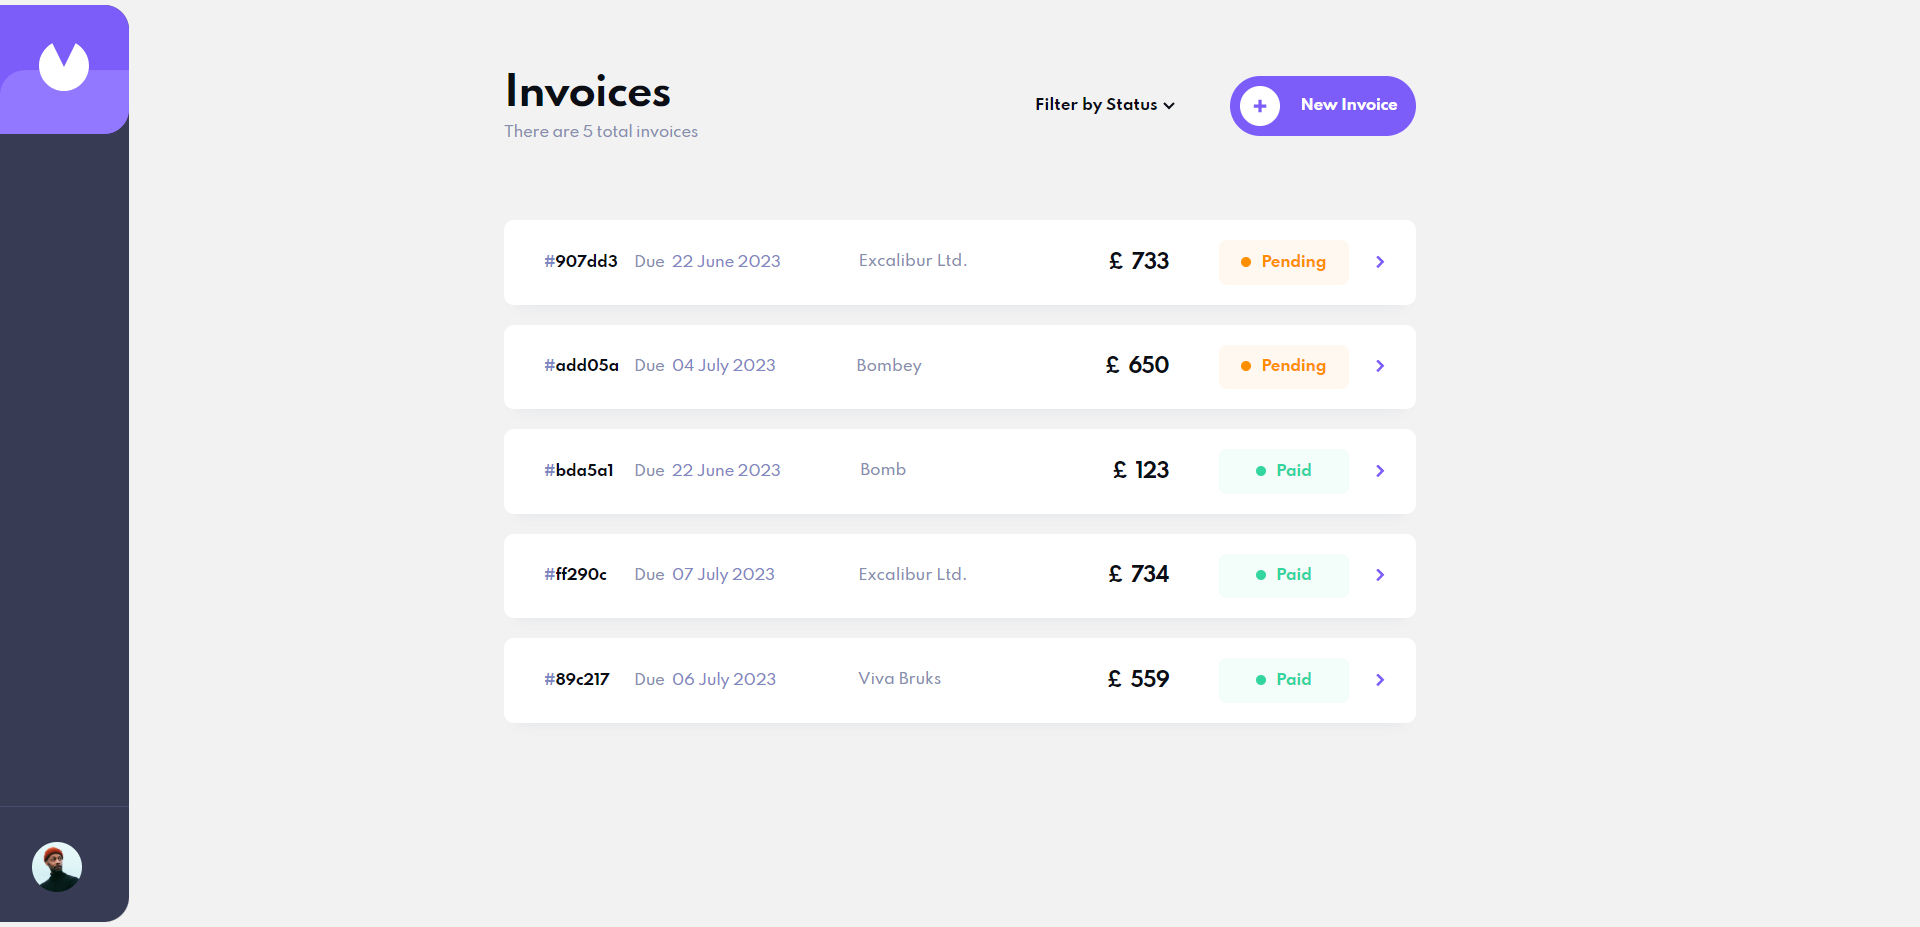 Invoices
There are 5 total invoices
Filter by Status
New Invoice
#907dd3 Due 22 June 2023 Excalibur Ltd. £ 733 Pending
#add05a Due 04 July 2023 Bombey £ 650 Pending
#bda5a1 Due 22 June 2023 Bomb £ 123 Paid
#ff290c Due 07 July 2023 Excalibur Ltd. £ 734 Paid
#89c217 Due 06 July 2023 Viva Bruks £ 559 Paid